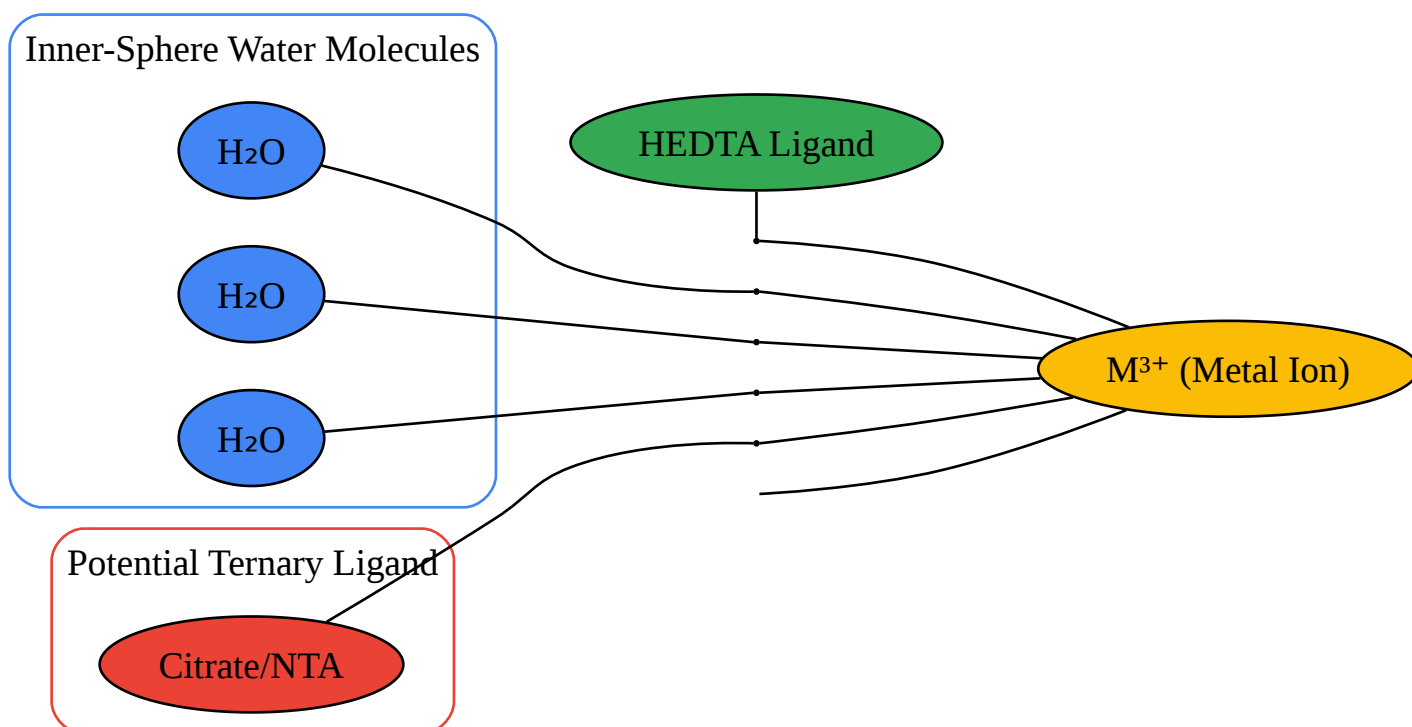 Inner-Sphere Water Molecules
H₂O
HEDTA Ligand
H₂O
M³⁺ (Metal Ion)
H₂O
Potential Ternary Ligand
Citrate/NTA